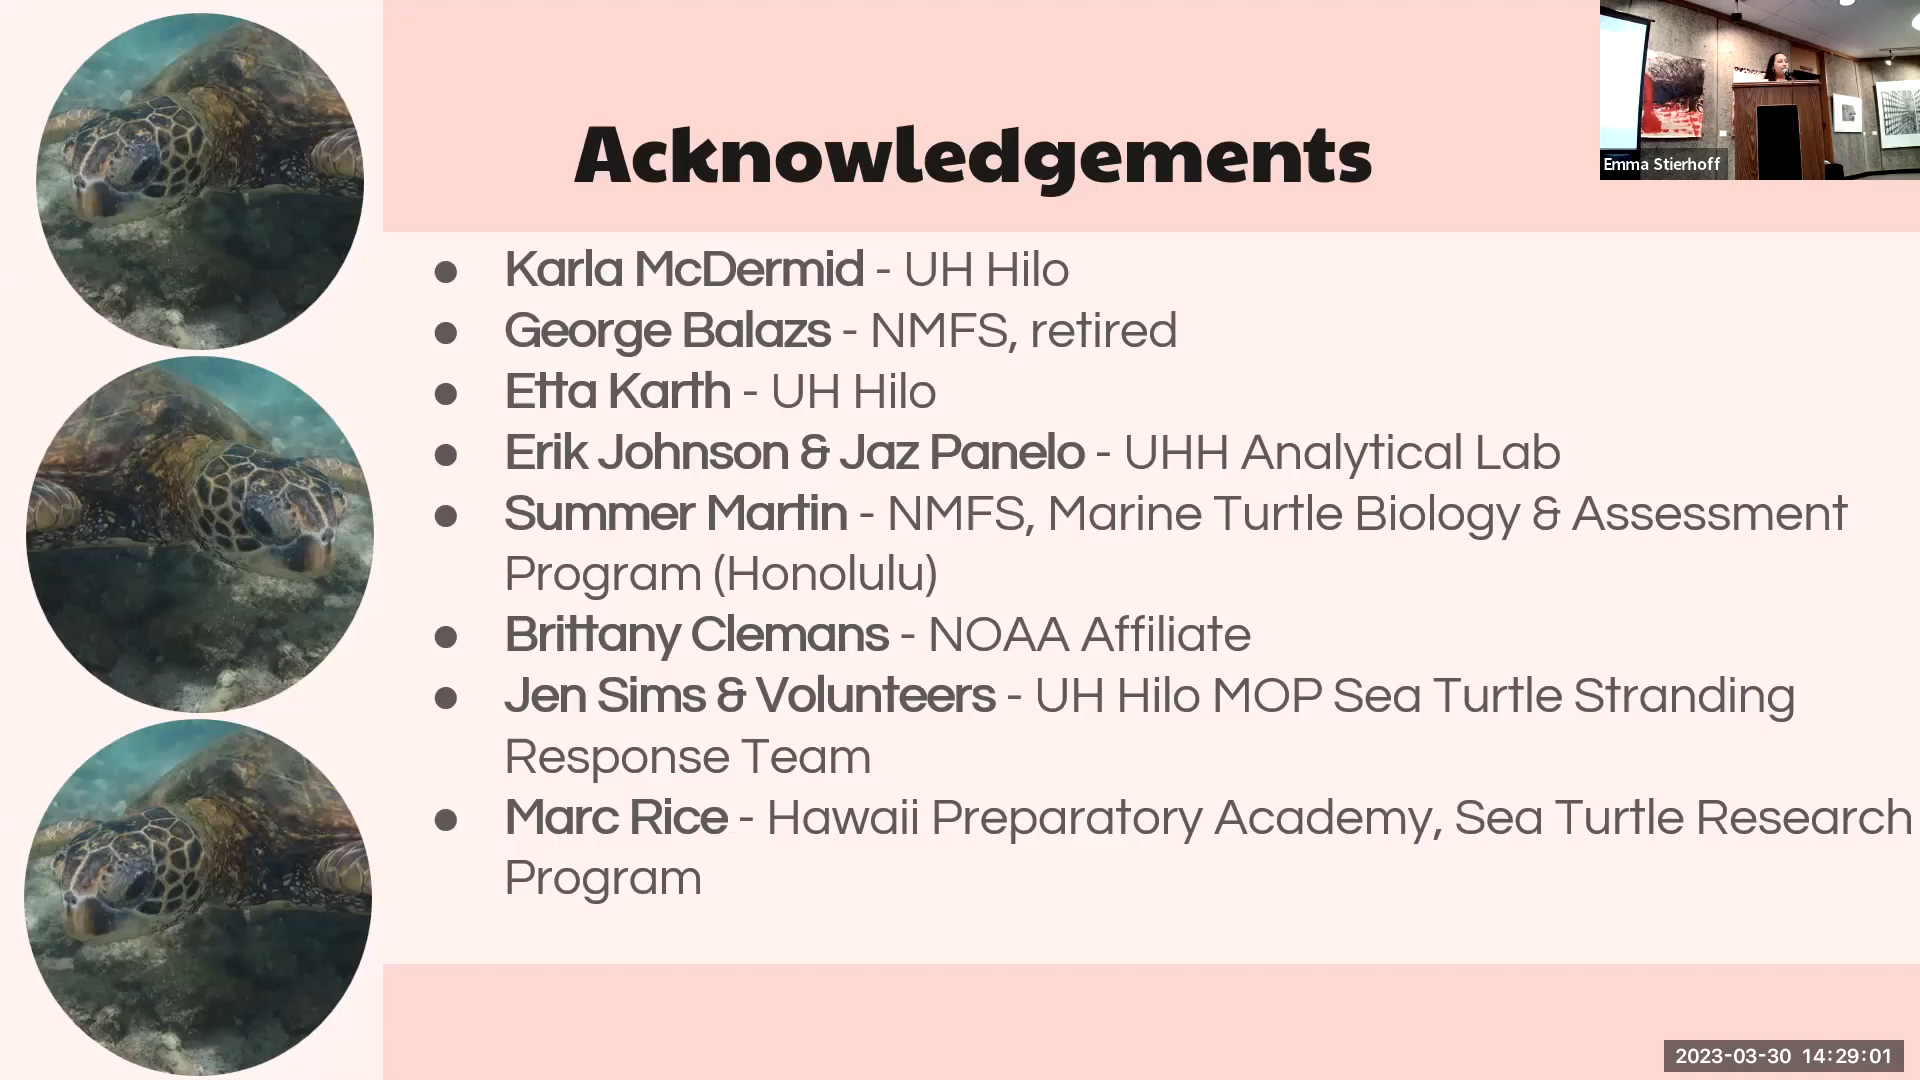 Acknowledgements
Emma Stierhoff
● Karla McDermid - UH Hilo
● George Balazs - NMFS, retired
● Etta Karth - UH Hilo
● Erik Johnson & Jaz Panelo - UHH Analytical Lab
● Summer Martin - NMFS, Marine Turtle Biology & Assessment
Program (Honolulu)
● Brittany Clemans - NOAA Affiliate
● Jen Sims & Volunteers - UH Hilo MOP Sea Turtle Stranding
Response Team
● Marc Rice - Hawaii Preparatory Academy, Sea Turtle Research
Program
2023-03-30 14:29:01